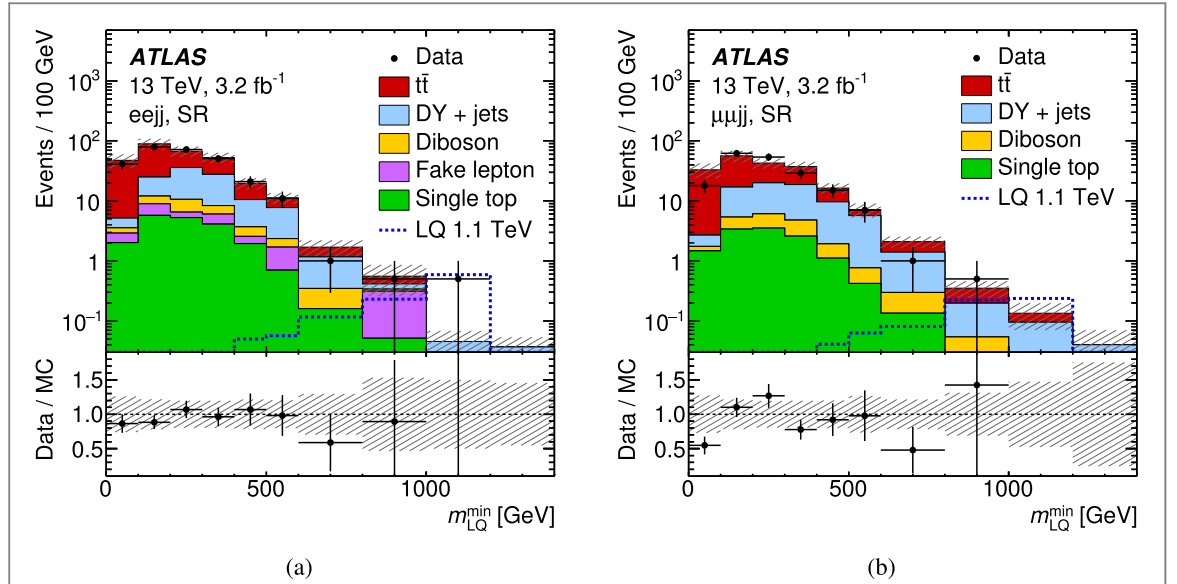 Events / 100 GeV
10³
10²
10
1
10⁻¹
ATLAS
13 TeV, 3.2 fb⁻¹
eejj, SR
Data
tt̄
DY + jets
Diboson
Fake lepton
Single top
LQ 1.1 TeV
Data / MC
1.5
1.0
0.5
0 500 1000
m_LQ^min [GeV]
(a)
Events / 100 GeV
10³
10²
10
1
10⁻¹
ATLAS
13 TeV, 3.2 fb⁻¹
μμjj, SR
Data
tt̄
DY + jets
Diboson
Single top
LQ 1.1 TeV
Data / MC
1.5
1.0
0.5
0 500 1000
m_LQ^min [GeV]
(b)